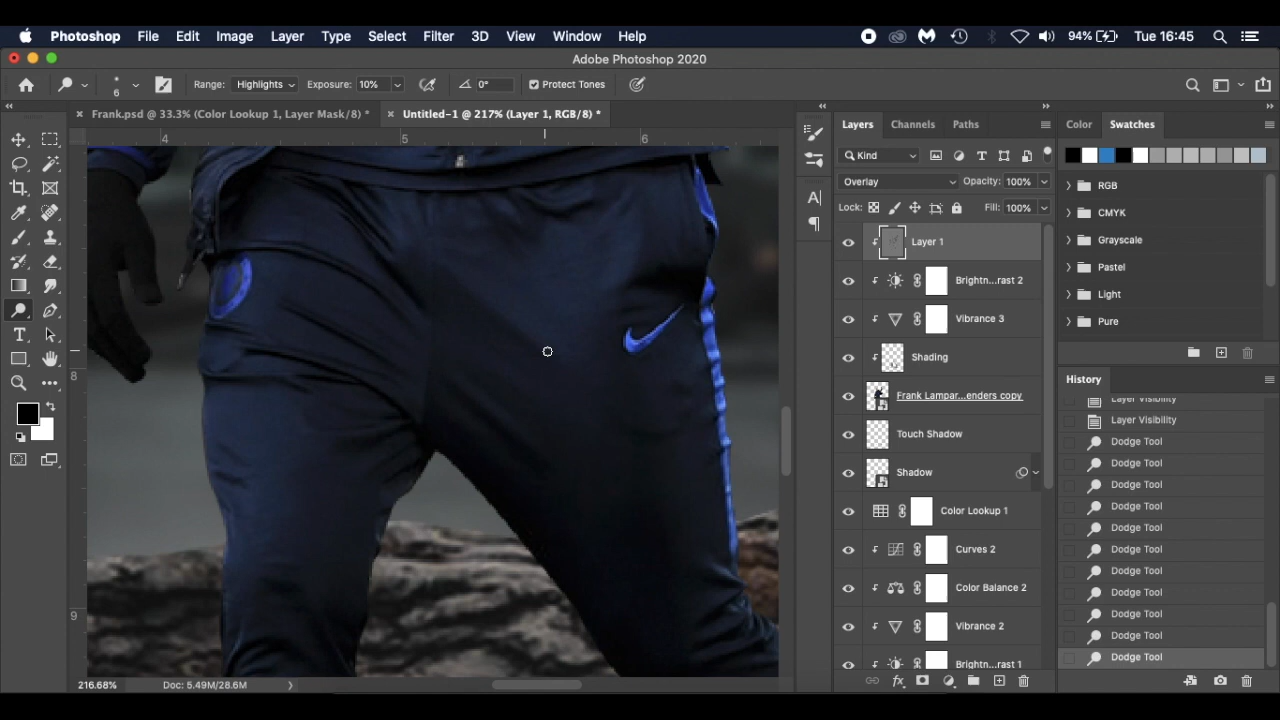 Photoshop File Edit Image Layer Type Select Filter 3D View Window Help 94% Tue 16:45
Adobe Photoshop 2020
6 Range: Highlights Exposure: 10% 0° Protect Tones
Frank.psd @ 33.3% (Color Lookup 1, Layer Mask/8) * Untitled-1 @ 217% (Layer 1, RGB/8) *
4 5 6
8
9
Layers Channels Paths
Kind
Overlay Opacity: 100%
Lock: Fill: 100%
Layer 1
Brightn...rast 2
Vibrance 3
Shading
Frank Lampar...enders copy
Touch Shadow
Shadow
Color Lookup 1
Curves 2
Color Balance 2
Vibrance 2
Brightn...rast 1
Color Swatches
RGB
CMYK
Grayscale
Pastel
Light
Pure
History
Layer Visibility
Layer Visibility
Dodge Tool
Dodge Tool
Dodge Tool
Dodge Tool
Dodge Tool
Dodge Tool
Dodge Tool
Dodge Tool
Dodge Tool
Dodge Tool
Dodge Tool
216.68% Doc: 5.49M/28.6M